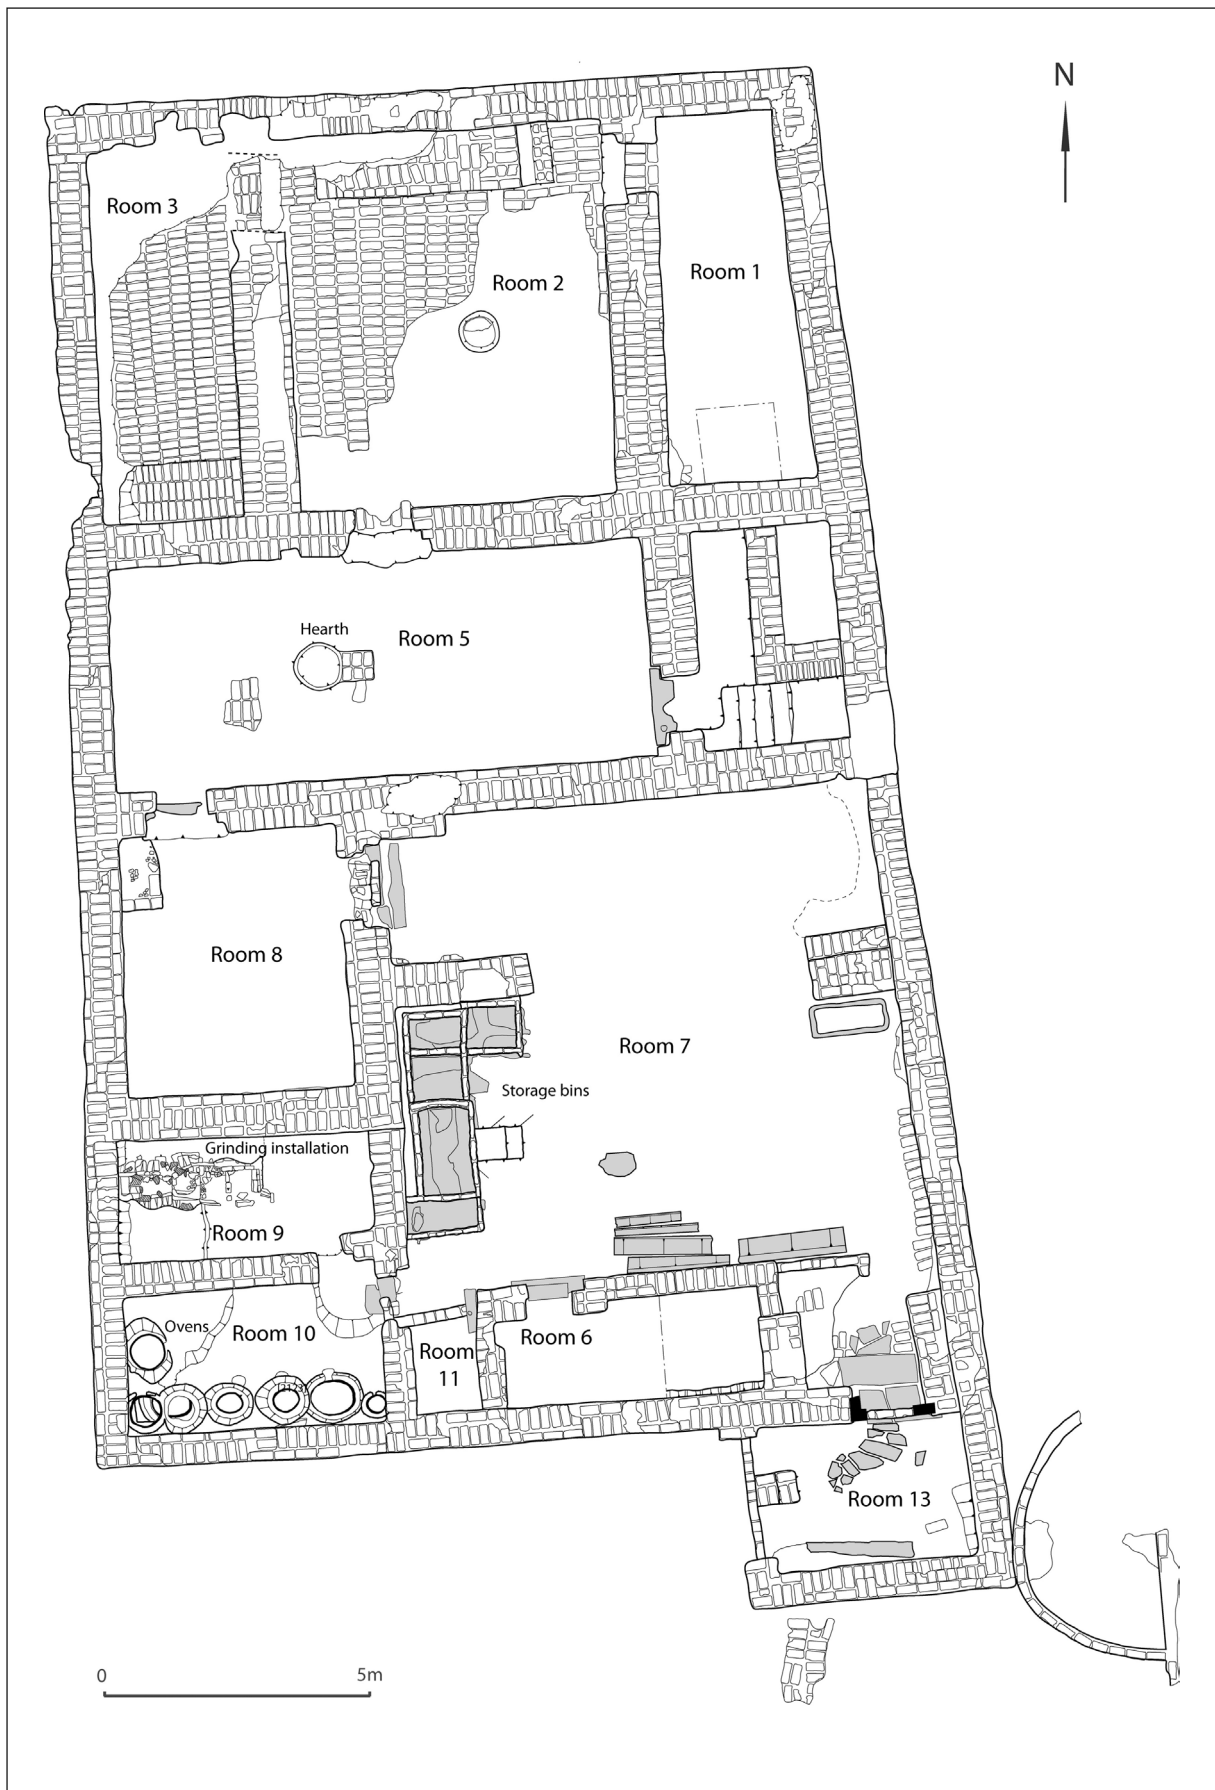 N
Room 3
Room 1
Room 2
Hearth
Room 5
Room 8
Room 7
Storage bins
Grinding installation
Room 9
Ovens
Room 10
Room 6
Room
11
Room 13
0
5m